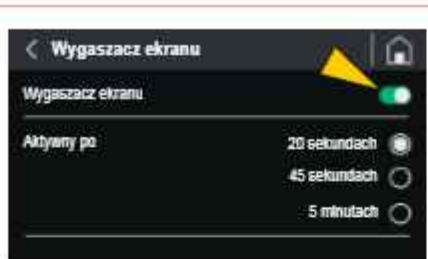 Wygaszacz ekranu
Wygaszacz ekranu
Aktywny po
20 sekundach
45 sekundach
5 minutach